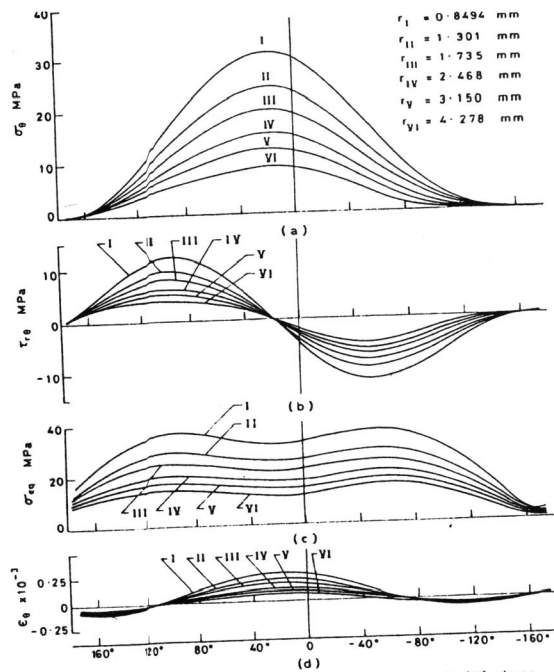 r_I = 0·8494 mm
r_II = 1·301 mm
r_III = 1·735 mm
r_IV = 2·468 mm
r_V = 3·150 mm
r_VI = 4·278 mm
σ_θ MPa
30
20
10
0
I
II
III
IV
V
VI
(a)
τ_rθ MPa
10
0
-10
I II III IV
V
VI
(b)
σ_eq MPa
40
20
0
I
II
III IV V VI
(c)
ε_θ ×10⁻³
0·25
0
-0·25
I II III IV V VI
160° 120° 80° 40° 0 -40° -80° -120° -160°
(d)